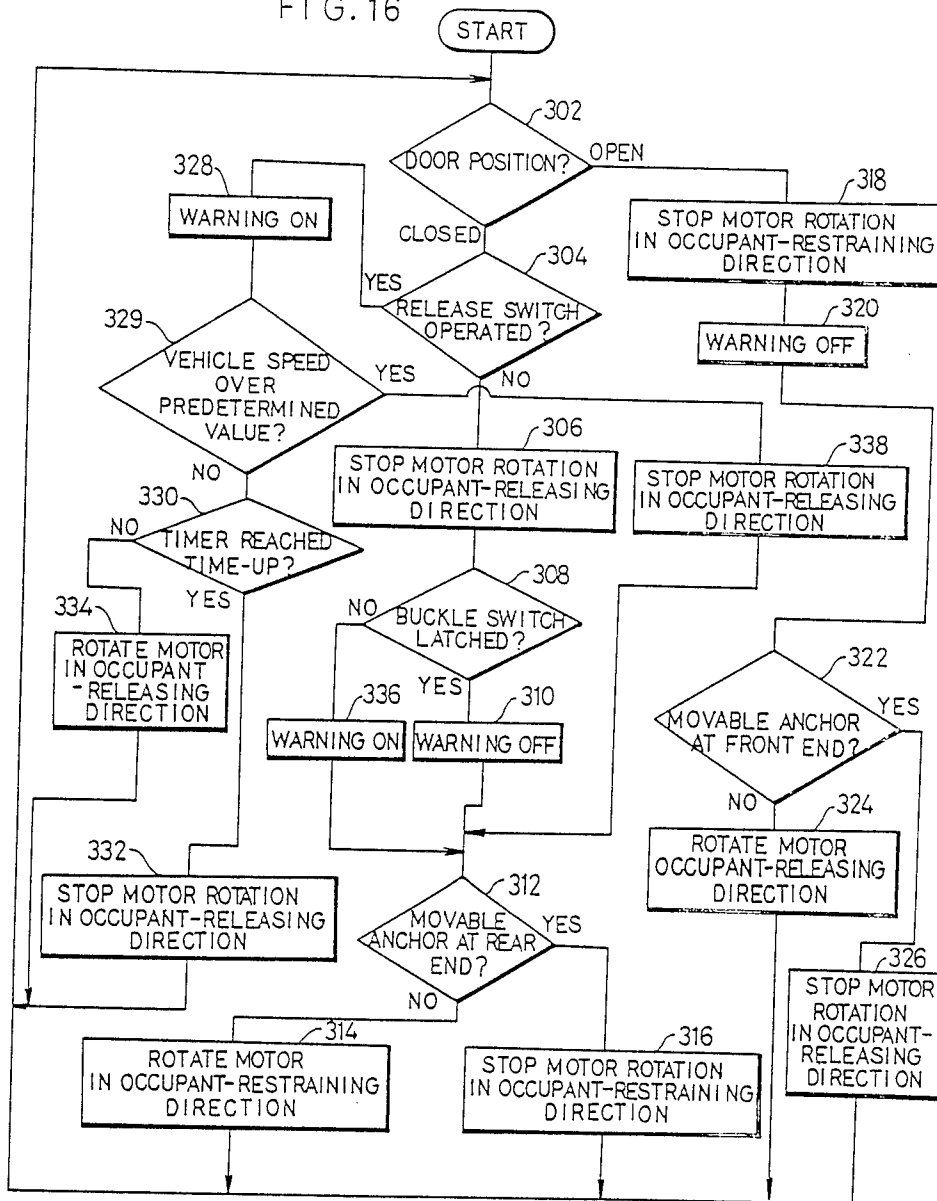 FIG.16
START
302
DOOR POSITION?
OPEN
CLOSED
328
WARNING ON
318
STOP MOTOR ROTATION
IN OCCUPANT-RESTRAINING
DIRECTION
304
YES
RELEASE SWITCH
OPERATED?
NO
320
WARNING OFF
329
VEHICLE SPEED
OVER
PREDETERMINED
VALUE?
YES
NO
306
STOP MOTOR ROTATION
IN OCCUPANT-RELEASING
DIRECTION
338
STOP MOTOR ROTATION
IN OCCUPANT-RELEASING
DIRECTION
330
NO
TIMER REACHED
TIME-UP?
YES
308
NO
BUCKLE SWITCH
LATCHED?
YES
334
ROTATE MOTOR
IN OCCUPANT
-RELEASING
DIRECTION
336
WARNING ON
310
WARNING OFF
322
YES
MOVABLE ANCHOR
AT FRONT END?
NO
324
ROTATE MOTOR
OCCUPANT-RELEASING
DIRECTION
332
STOP MOTOR ROTATION
IN OCCUPANT-RELEASING
DIRECTION
312
MOVABLE
ANCHOR AT REAR
END?
YES
NO
326
STOP MOTOR
ROTATION
IN OCCUPANT-
RELEASING
DIRECTION
314
ROTATE MOTOR
IN OCCUPANT-RESTRAINING
DIRECTION
316
STOP MOTOR ROTATION
IN OCCUPANT-RESTRAINING
DIRECTION